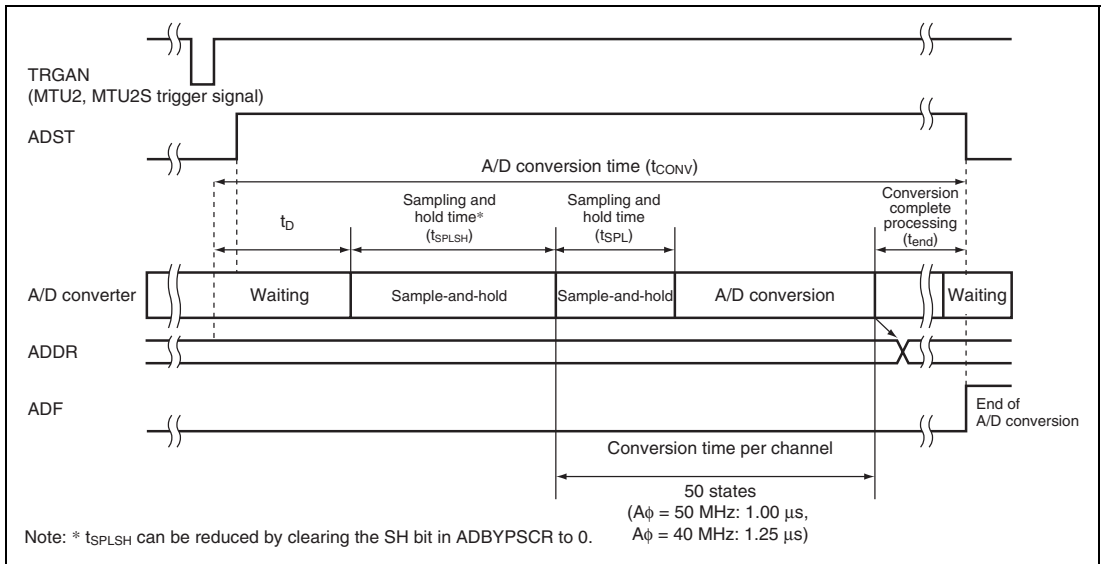 TRGAN
(MTU2, MTU2S trigger signal)
ADST
A/D conversion time (tCONV)
tD
Sampling and
hold time*
(tSPLSH)
Sampling and
hold time
(tSPL)
Conversion
complete
processing
(tend)
A/D converter
Waiting
Sample-and-hold
Sample-and-hold
A/D conversion
Waiting
ADDR
ADF
End of
A/D conversion
Conversion time per channel
50 states
(Aφ = 50 MHz: 1.00 μs,
Aφ = 40 MHz: 1.25 μs)
Note: * tSPLSH can be reduced by clearing the SH bit in ADBYPSCR to 0.